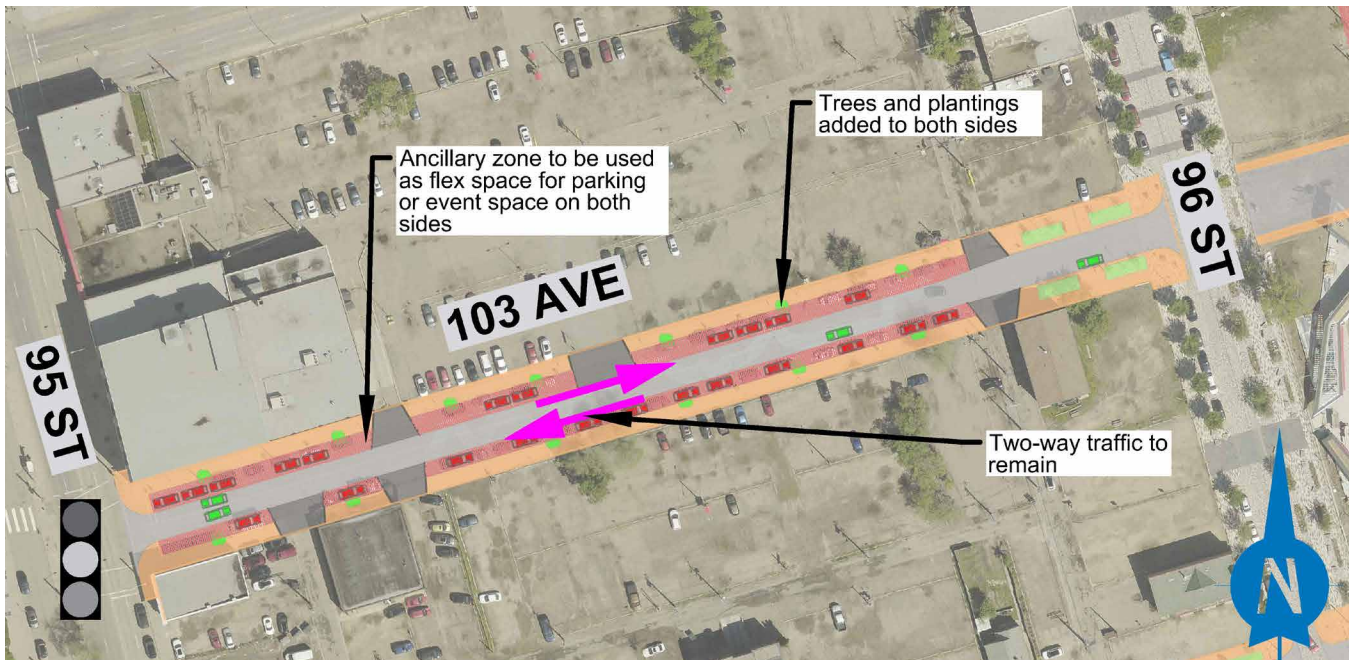 Trees and plantings
added to both sides
Ancillary zone to be used
as flex space for parking
or event space on both
sides
96 ST
103 AVE
95 ST
Two-way traffic to
remain
N